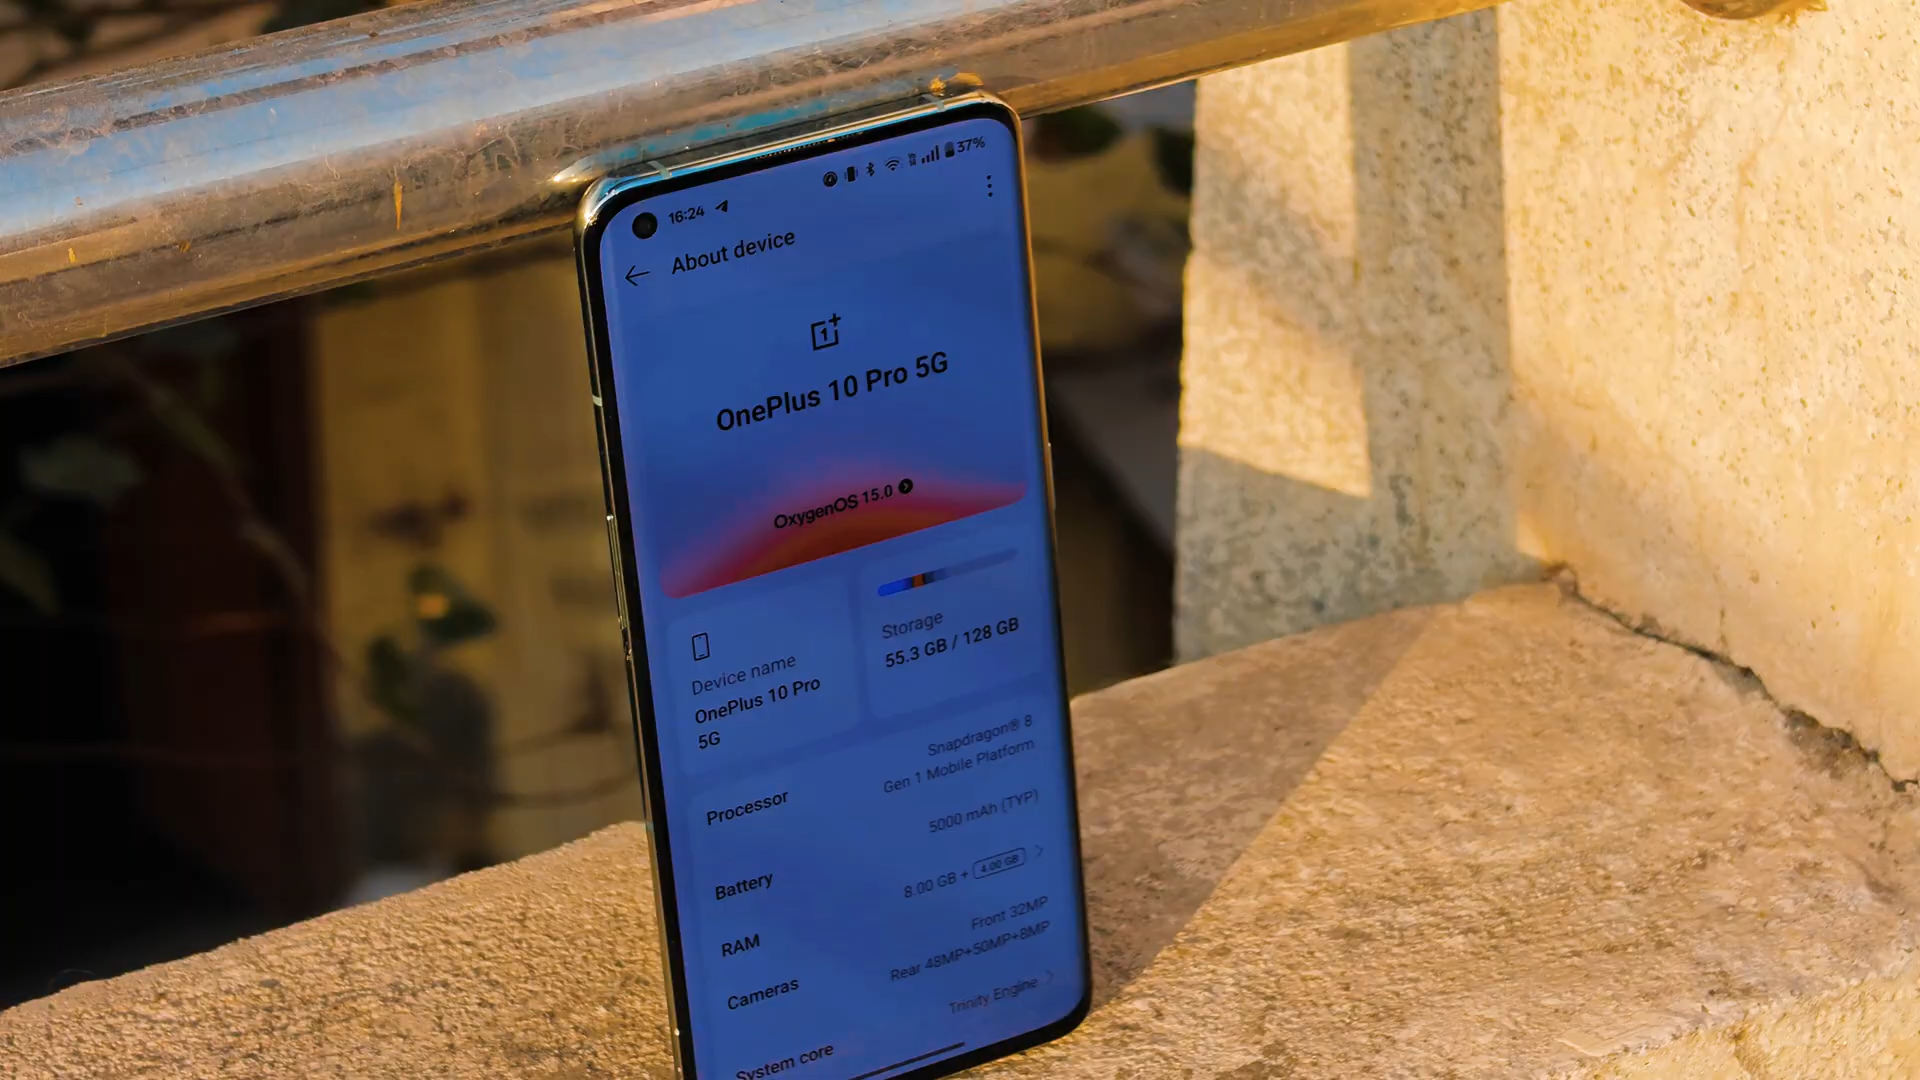 16:24
37%
About device
OnePlus 10 Pro 5G
OxygenOS 15.0
Device name
OnePlus 10 Pro
5G
Storage
55.3 GB / 128 GB
Processor
Snapdragon® 8
Gen 1 Mobile Platform
Battery
5000 mAh (TYP)
RAM
8.00 GB + 4.00 GB
Cameras
Front 32MP
Rear 48MP+50MP+8MP
System core
Trinity Engine